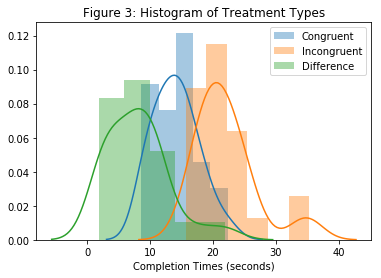 Figure 3: Histogram of Treatment Types
Congruent
Incongruent
Difference
0.12
0.10
0.08
0.06
0.04
0.02
0.00
0 10 20 30 40
Completion Times (seconds)